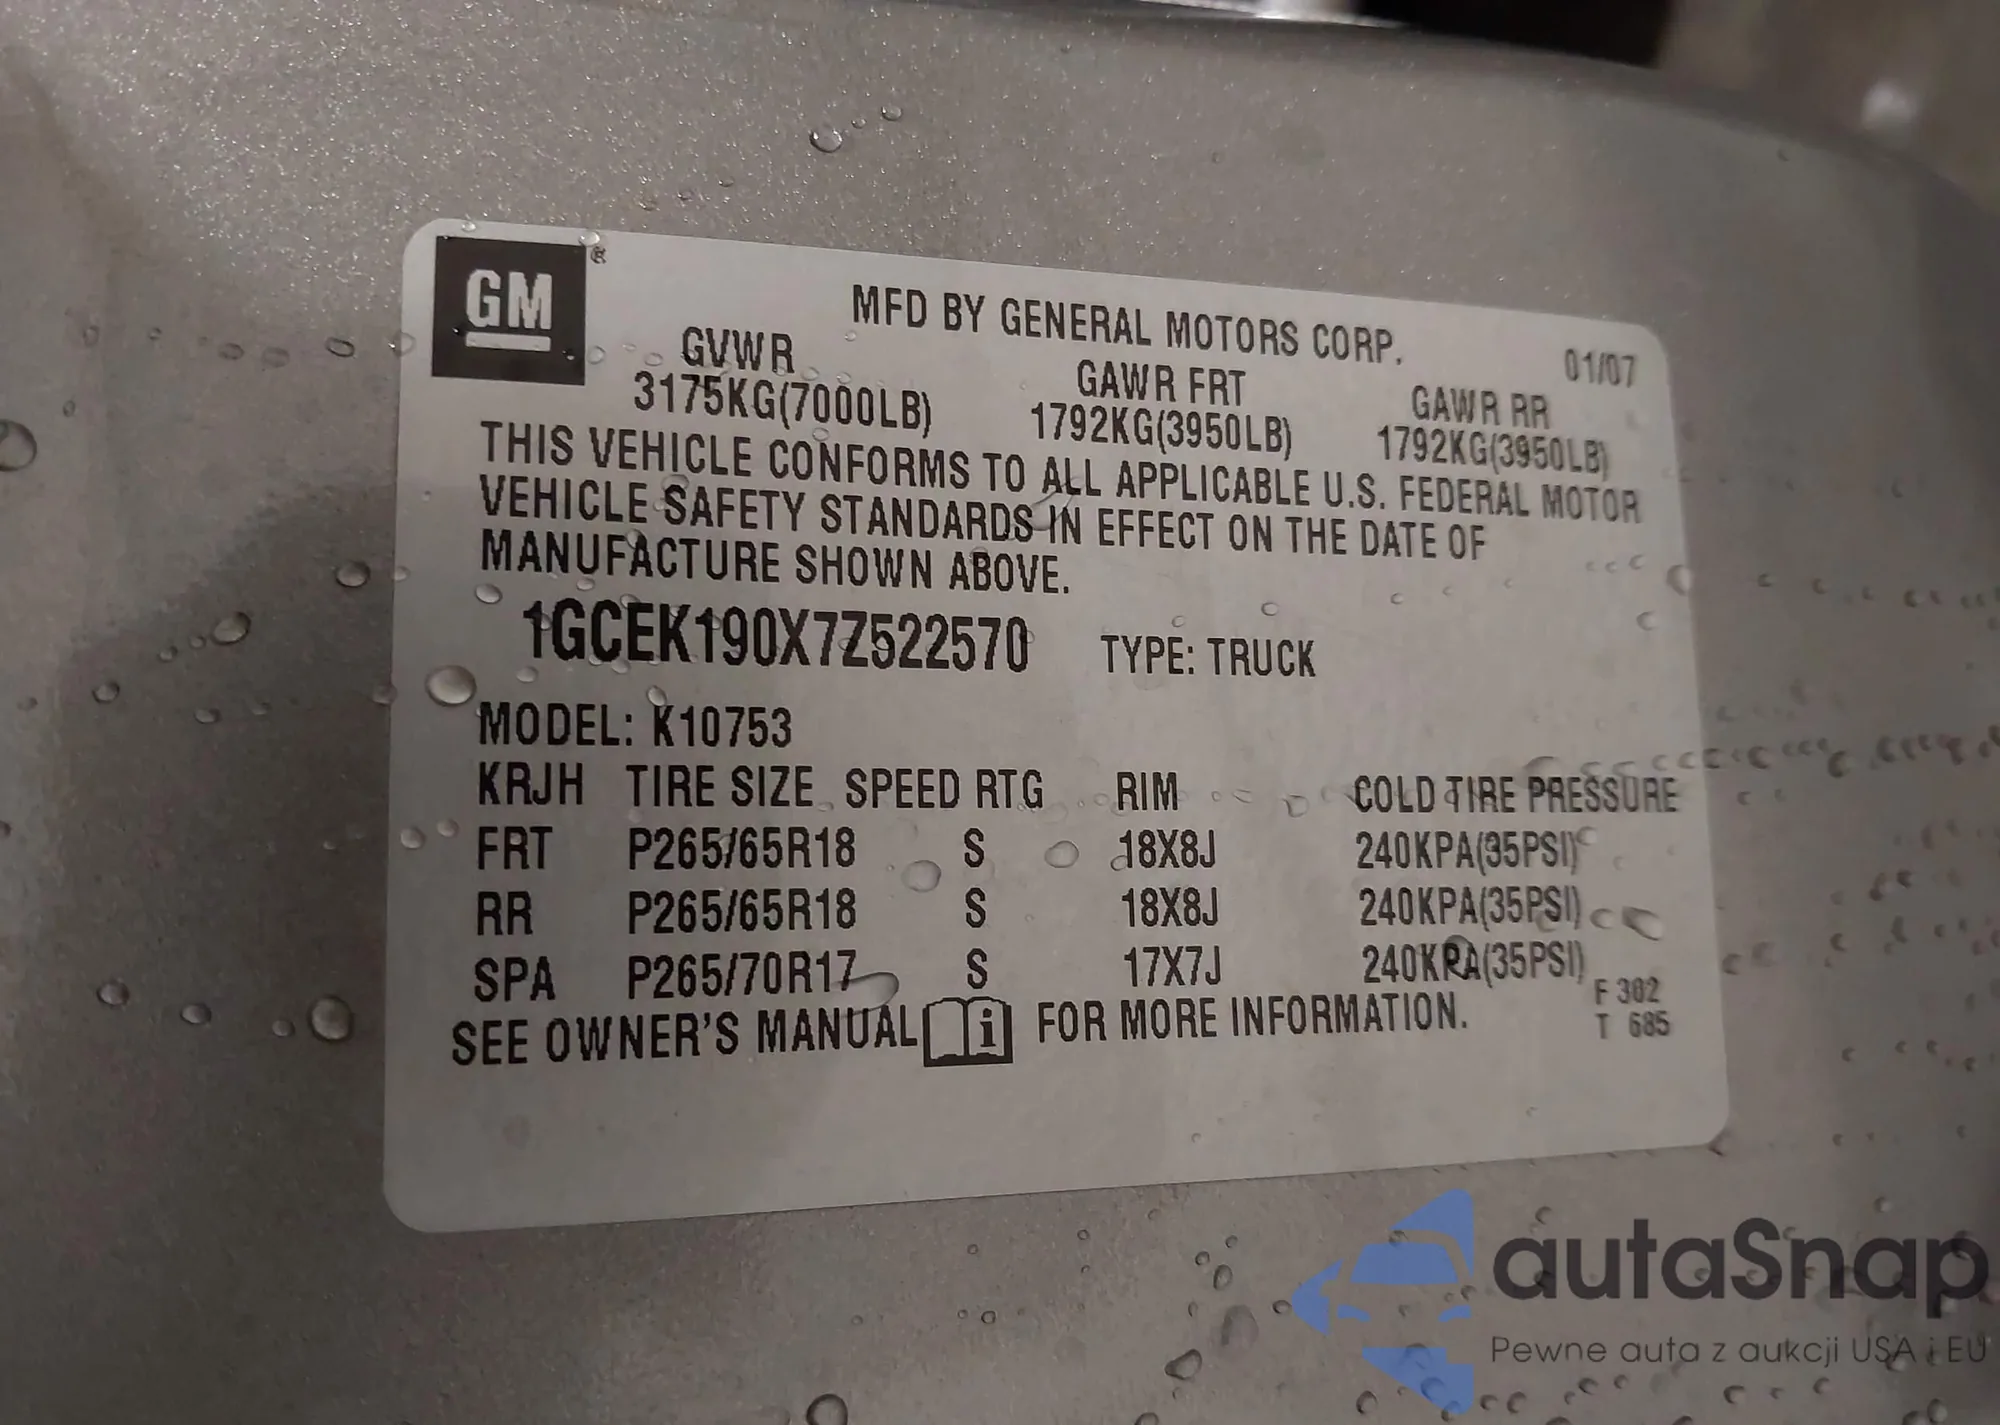 GM ®
MFD BY GENERAL MOTORS CORP.
01/07
GVWR GAWR FRT GAWR RR
3175KG(7000LB) 1792KG(3950LB) 1792KG(3950LB)
THIS VEHICLE CONFORMS TO ALL APPLICABLE U.S. FEDERAL MOTOR
VEHICLE SAFETY STANDARDS IN EFFECT ON THE DATE OF
MANUFACTURE SHOWN ABOVE.
1GCEK190X7Z522570 TYPE: TRUCK
MODEL: K10753
KRJH TIRE SIZE SPEED RTG RIM COLD TIRE PRESSURE
FRT P265/65R18 S 18X8J 240KPA(35PSI)
RR P265/65R18 S 18X8J 240KPA(35PSI)
SPA P265/70R17 S 17X7J 240KPA(35PSI)
SEE OWNER'S MANUAL i FOR MORE INFORMATION.
F 302
T 685
autaSnap
Pewne auta z aukcji USA i EU